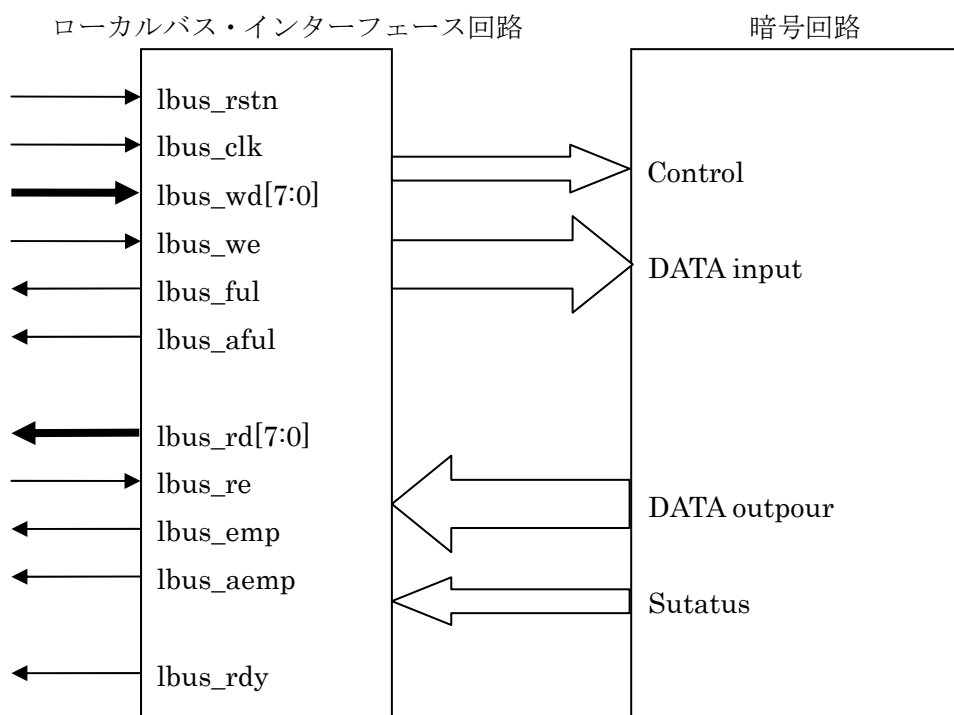 ローカルバス・インターフェース回路
暗号回路
lbus_rstn
lbus_clk
lbus_wd[7:0]
lbus_we
lbus_ful
lbus_aful
lbus_rd[7:0]
lbus_re
lbus_emp
lbus_aemp
lbus_rdy
Control
DATA input
DATA outpour
Sutatus